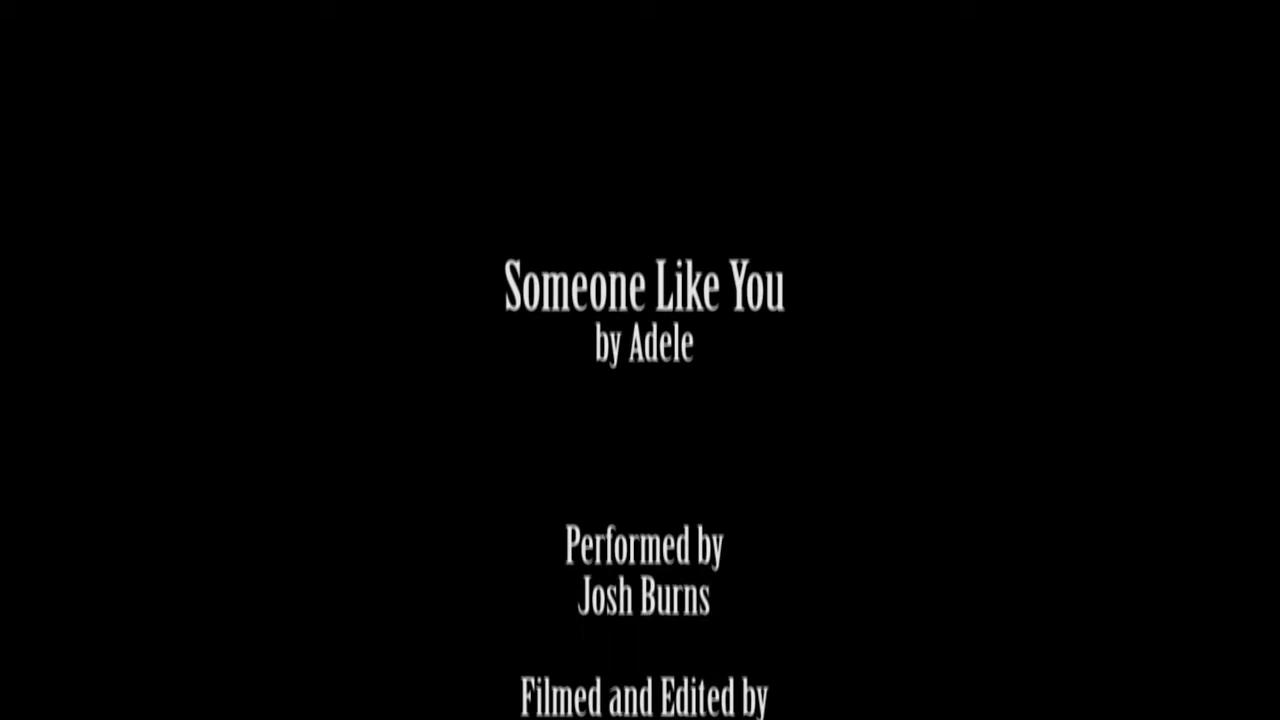 Someone Like You
by Adele
Performed by
Josh Burns
Filmed and Edited by